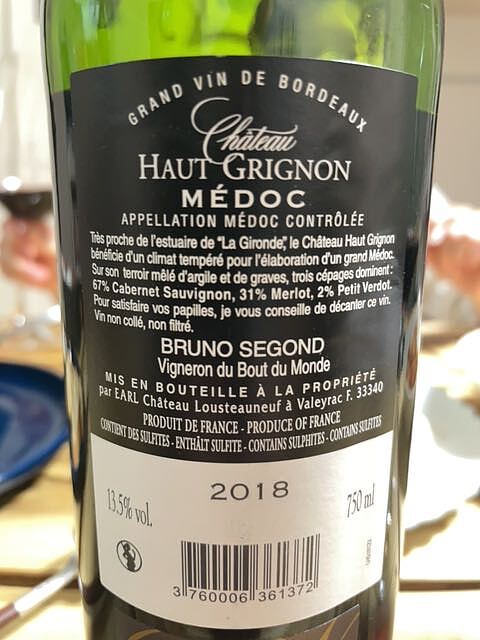 GRAND VIN DE BORDEAUX
Château
HAUT GRIGNON
MÉDOC
APPELLATION MÉDOC CONTRÔLÉE
Très proche de l'estuaire de "La Gironde", le Château Haut Grignon
bénéficie d'un climat tempéré pour l'élaboration d'un grand Médoc.
Sur son terroir mêlé d'argile et de graves, trois cépages dominent :
67% Cabernet Sauvignon, 31% Merlot, 2% Petit Verdot.
Pour satisfaire vos papilles, je vous conseille de décanter ce vin.
Vin non collé, non filtré.
BRUNO SEGOND
Vigneron du Bout du Monde
MIS EN BOUTEILLE À LA PROPRIÉTÉ
par EARL Château Lousteauneuf à Valeyrac F. 33340
PRODUIT DE FRANCE - PRODUCE OF FRANCE
CONTIENT DES SULFITES - ENTHÄLT SULFITE - CONTAINS SULPHITES - CONTAINS SULFITES
2018
13.5% vol.
750 ml
3 760006 361372